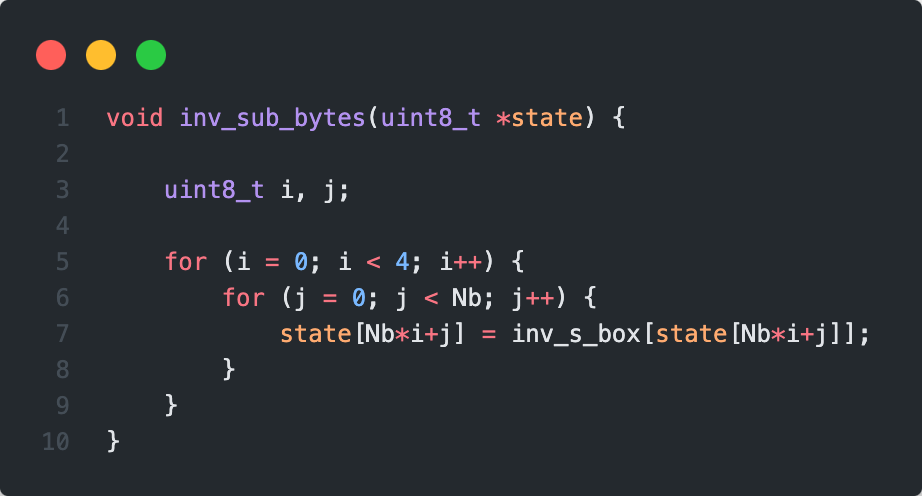 1 void inv_sub_bytes(uint8_t *state) {
2
3     uint8_t i, j;
4
5     for (i = 0; i < 4; i++) {
6         for (j = 0; j < Nb; j++) {
7             state[Nb*i+j] = inv_s_box[state[Nb*i+j]];
8         }
9     }
10 }